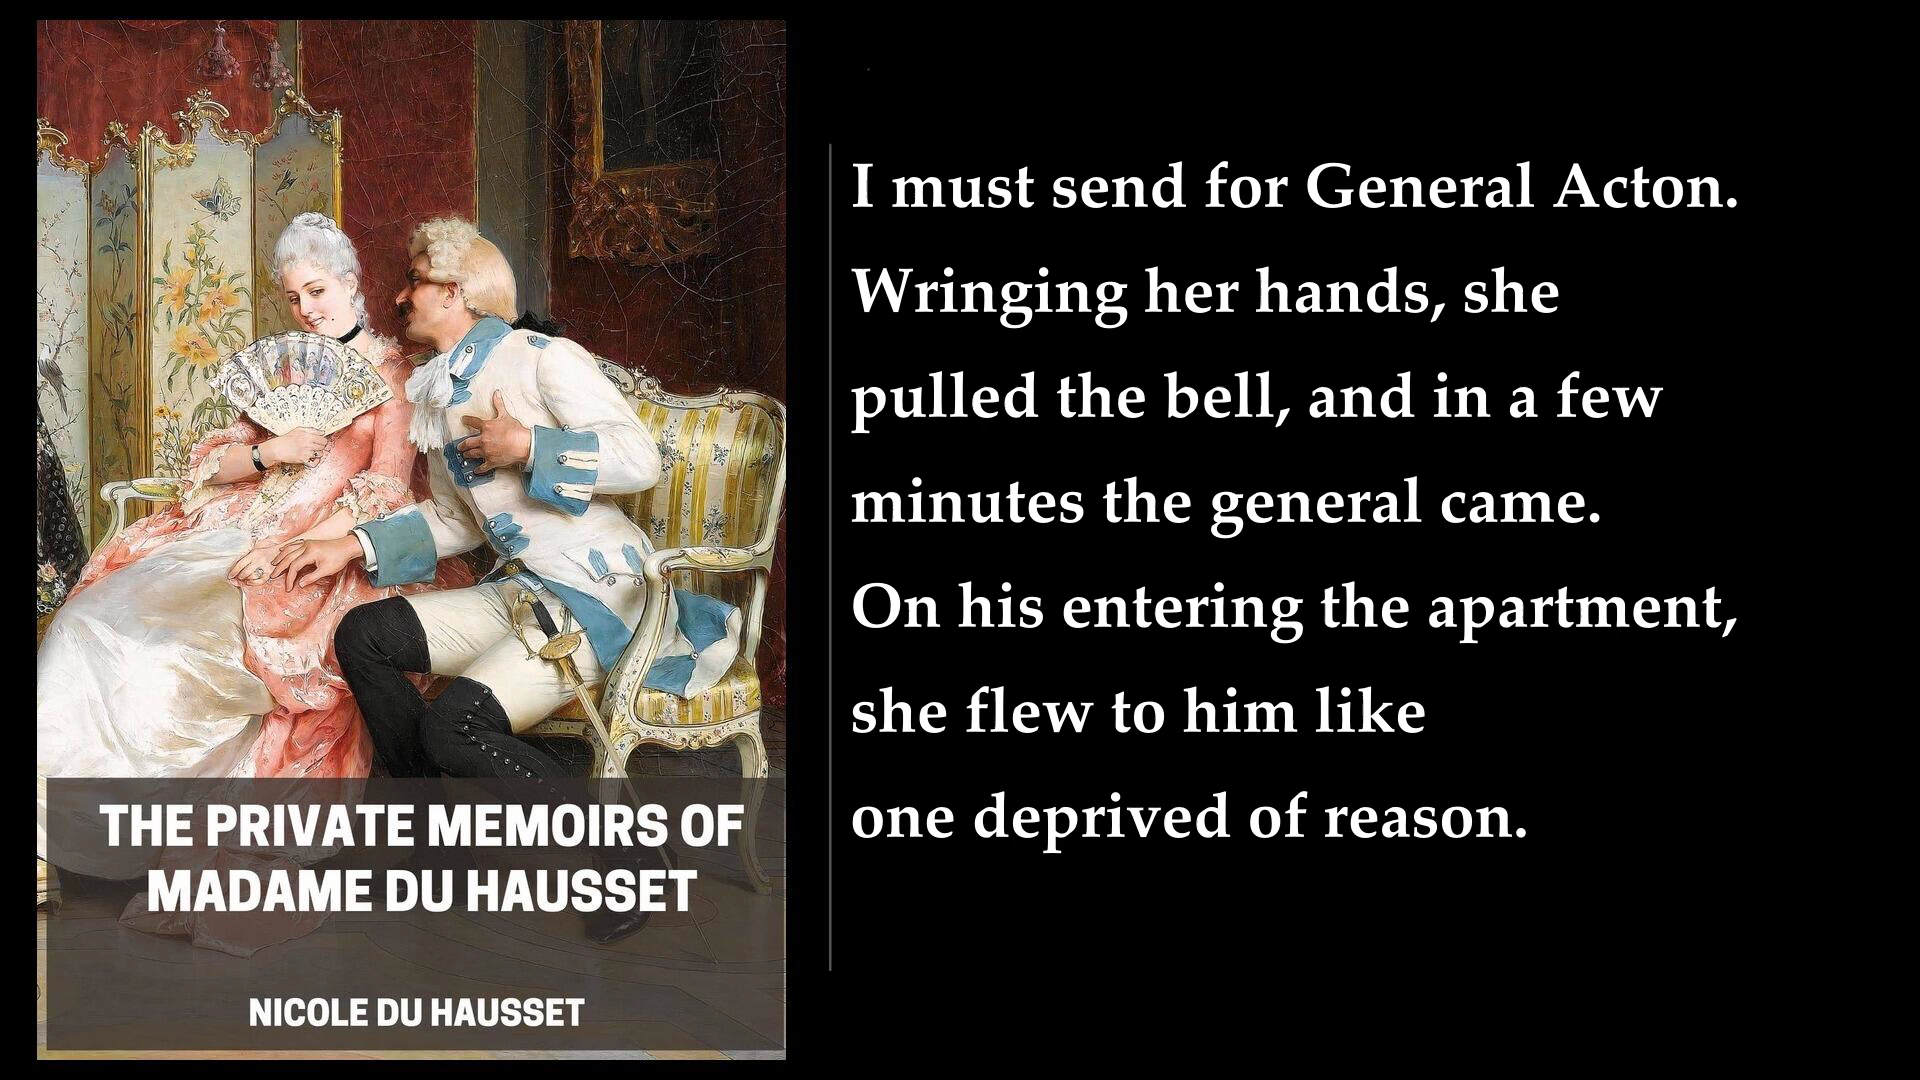 THE PRIVATE MEMOIRS OF
MADAME DU HAUSSET
NICOLE DU HAUSSET
I must send for General Acton.
Wringing her hands, she
pulled the bell, and in a few
minutes the general came.
On his entering the apartment,
she flew to him like
one deprived of reason.